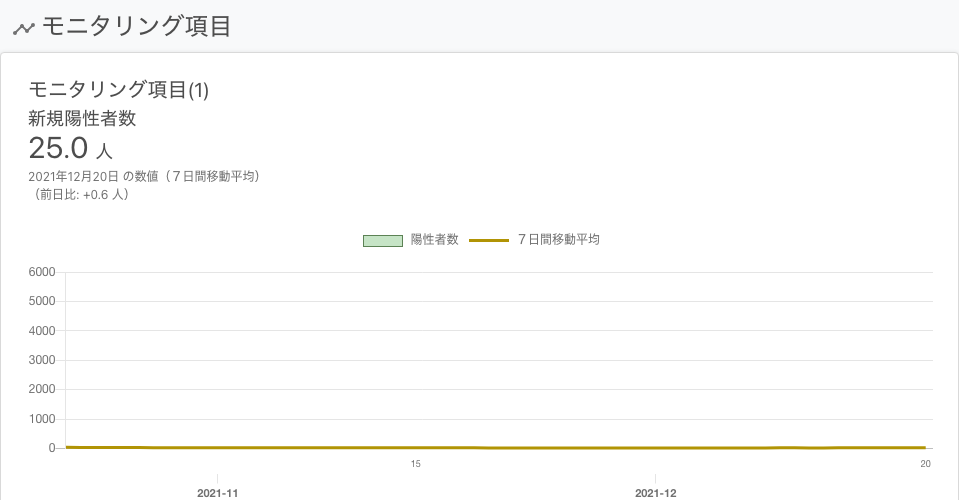 モニタリング項目
モニタリング項目(1)
新規陽性者数
25.0 人
2021年12月20日 の数値（７日間移動平均）
（前日比: +0.6 人）
陽性者数 ７日間移動平均
6000
5000
4000
3000
2000
1000
0
15 20
2021-11 2021-12